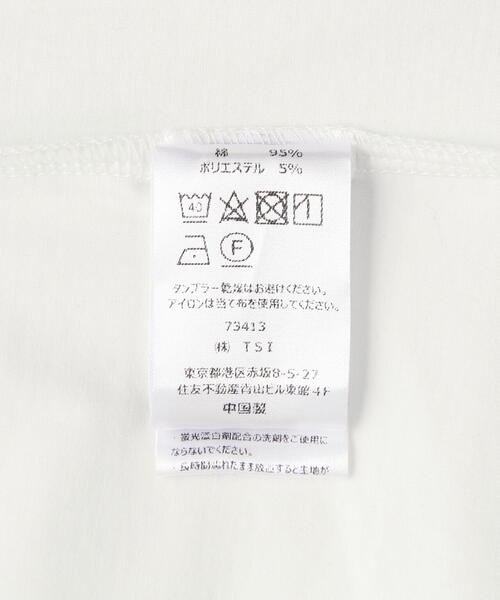 綿 95%
ポリエステル 5%
40
F
タンブラー乾燥はお避けください。
アイロンは当て布を使用してください。
73413
(株) TSI
東京都港区赤坂8-5-27
住友不動産青山ビル東館4F
中国製
・蛍光漂白剤配合の洗剤をご使用に
ならないでください。
・長時間濡れたまま放置すると生地が